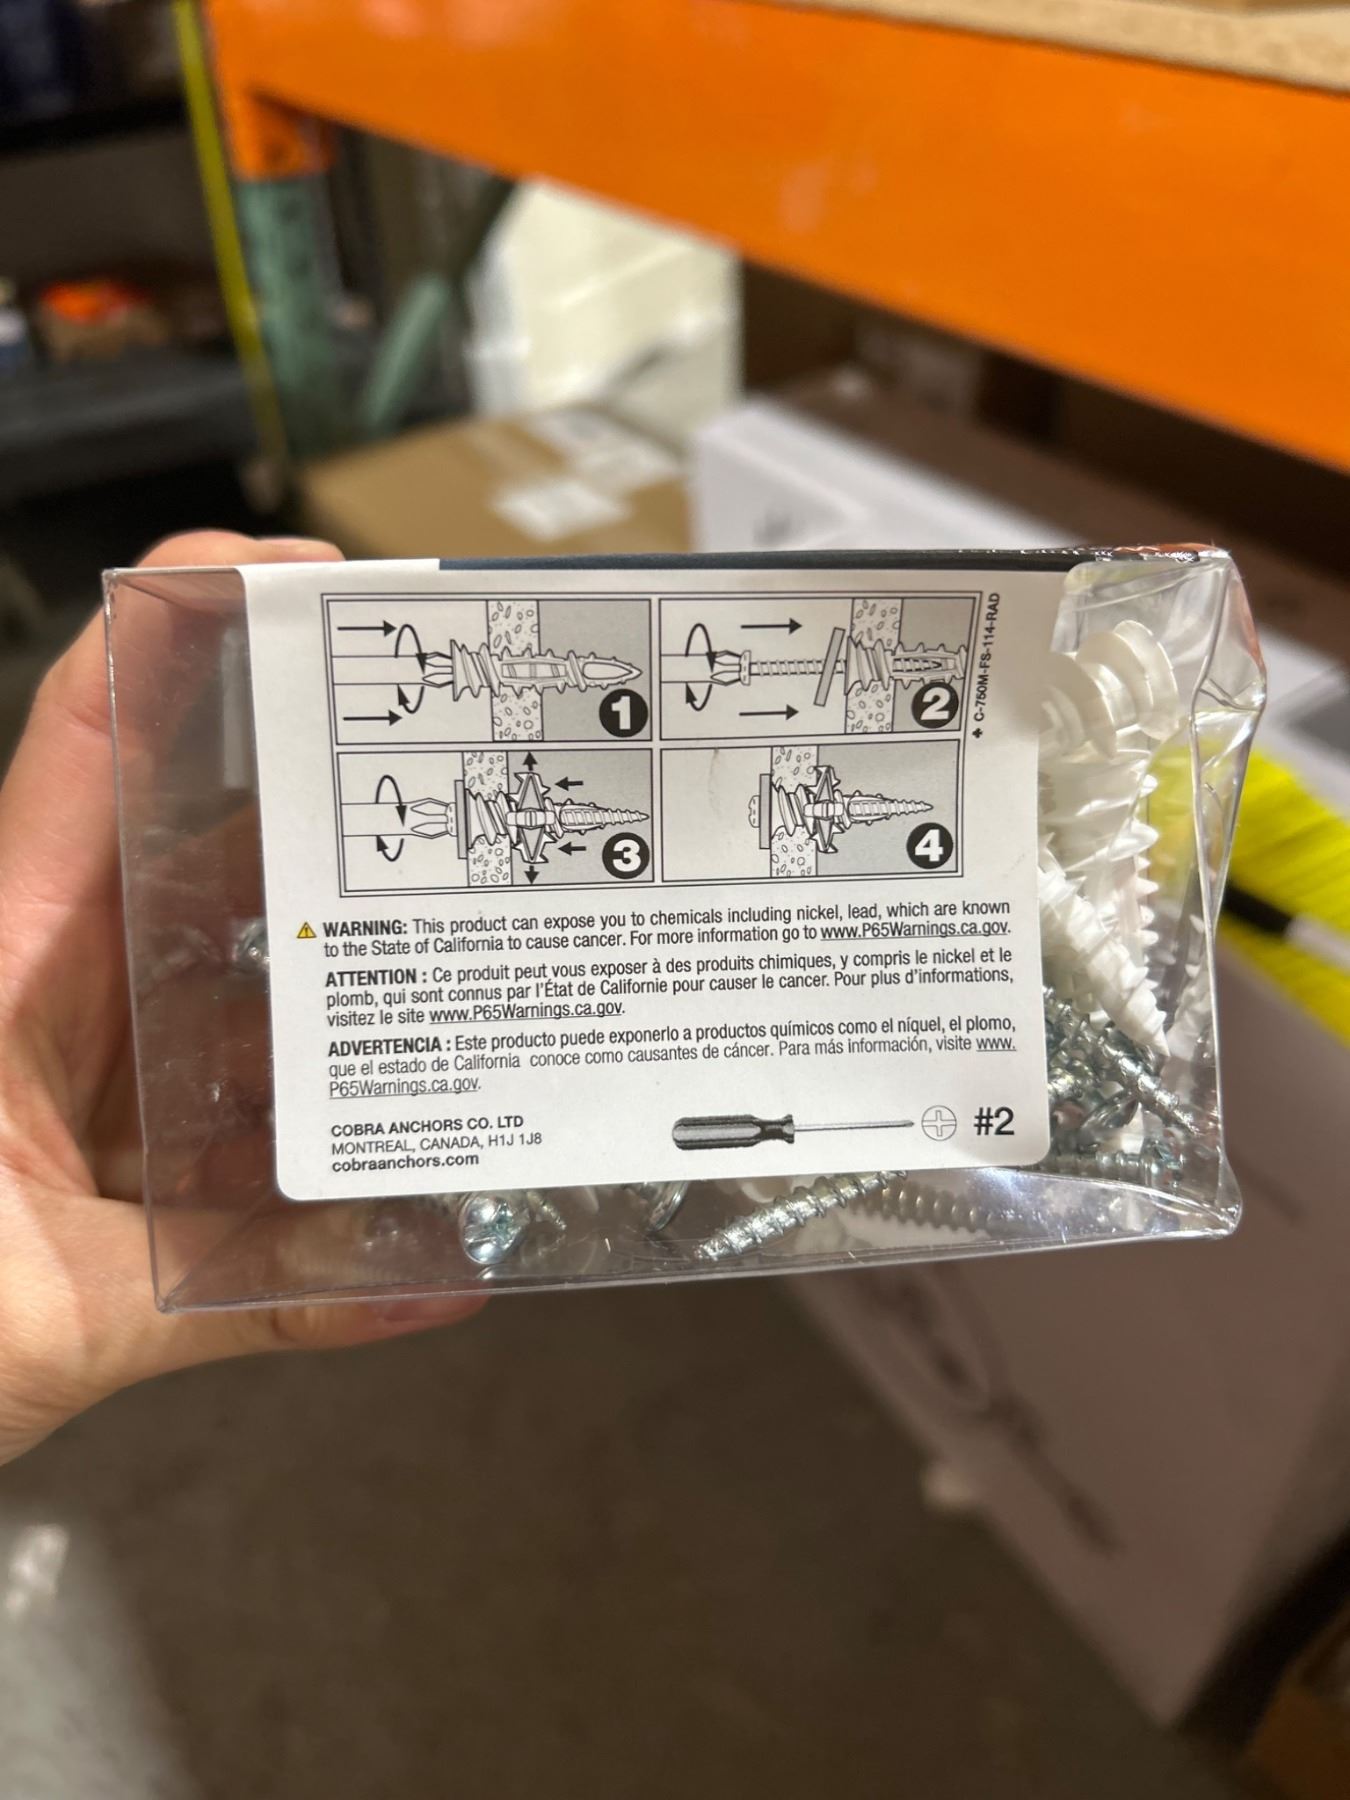 1
2
3
4
C-750M-FS-114-RAD
WARNING: This product can expose you to chemicals including nickel, lead, which are known
to the State of California to cause cancer. For more information go to www.P65Warnings.ca.gov.
ATTENTION : Ce produit peut vous exposer à des produits chimiques, y compris le nickel et le
plomb, qui sont connus par l'État de Californie pour causer le cancer. Pour plus d'informations,
visitez le site www.P65Warnings.ca.gov.
ADVERTENCIA : Este producto puede exponerlo a productos químicos como el níquel, el plomo,
que el estado de California conoce como causantes de cáncer. Para más información, visite www.
P65Warnings.ca.gov.
COBRA ANCHORS CO. LTD
MONTREAL, CANADA, H1J 1J8
cobraanchors.com
#2